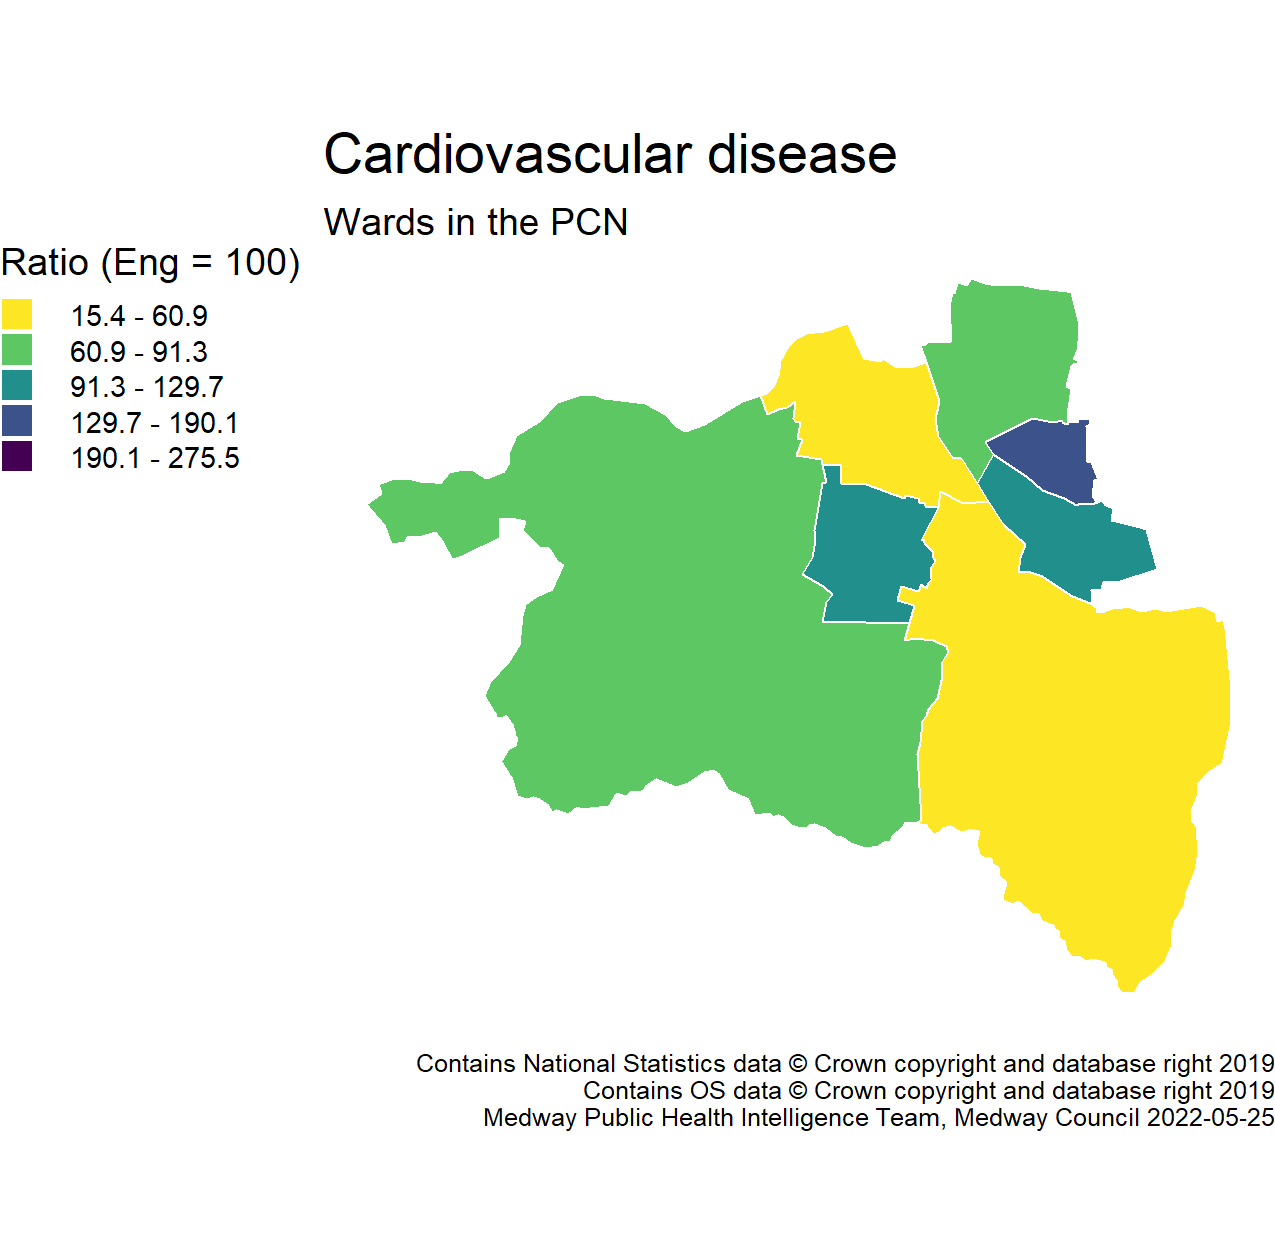 Cardiovascular disease
Wards in the PCN
Ratio (Eng = 100)
15.4 - 60.9
60.9 - 91.3
91.3 - 129.7
129.7 - 190.1
190.1 - 275.5
Contains National Statistics data © Crown copyright and database right 2019
Contains OS data © Crown copyright and database right 2019
Medway Public Health Intelligence Team, Medway Council 2022-05-25